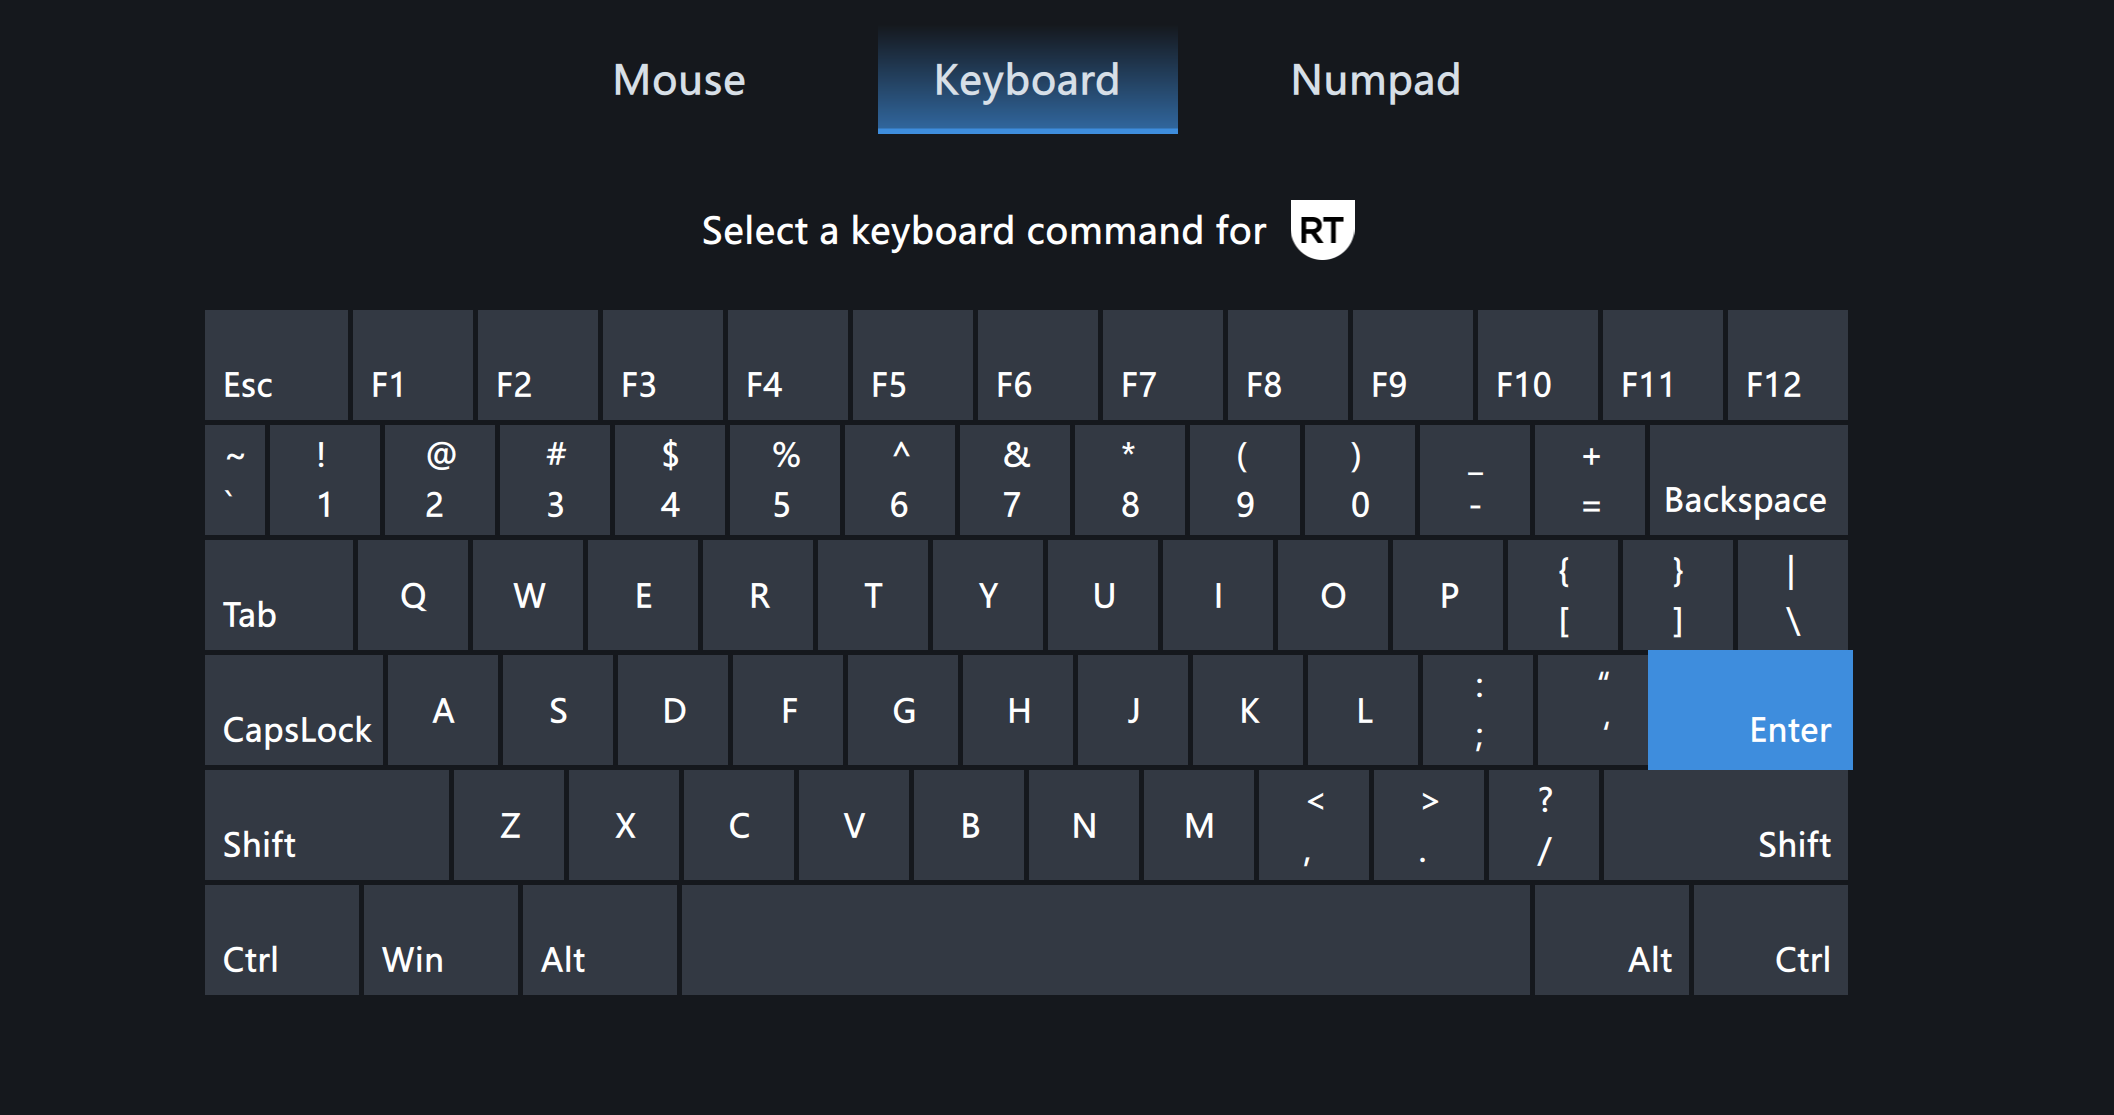 Mouse Keyboard Numpad
Select a keyboard command for RT
Esc F1 F2 F3 F4 F5 F6 F7 F8 F9 F10 F11 F12
~ ! @ # $ % ^ & * ( ) _ +
` 1 2 3 4 5 6 7 8 9 0 - = Backspace
{ } |
Tab Q W E R T Y U I O P [ ] \
: “
CapsLock A S D F G H J K L ; ‘ Enter
< > ?
Shift Z X C V B N M , . / Shift
Ctrl Win Alt Alt Ctrl